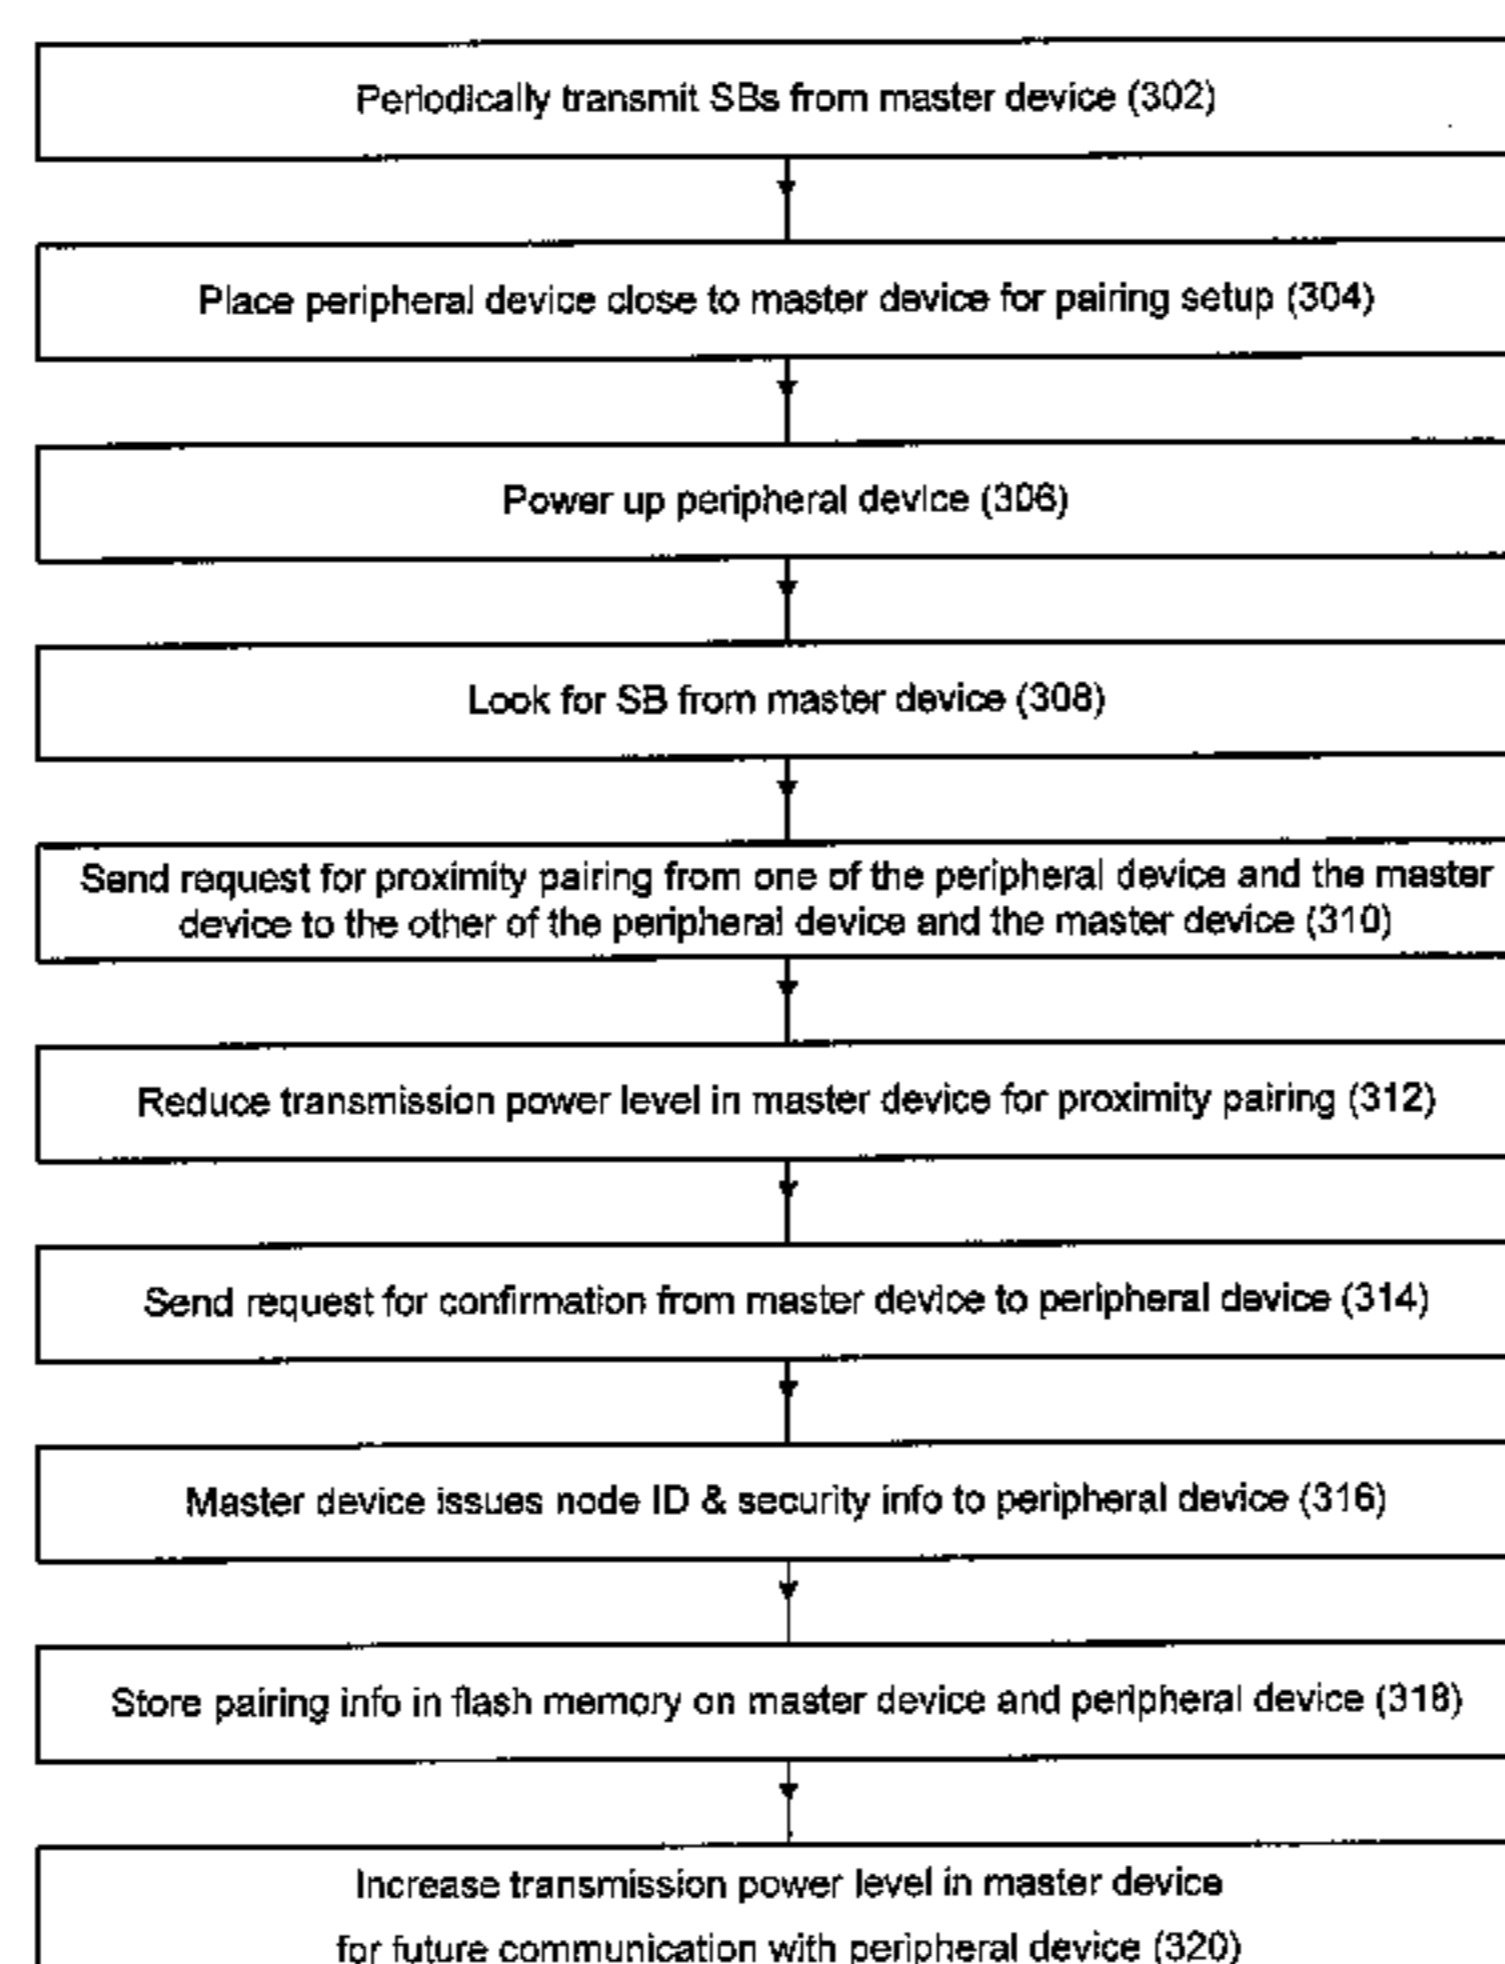 Periodically transmit SBs from master device (302)
Place peripheral device close to master device for pairing setup (304)
Power up peripheral device (306)
Look for SB from master device (308)
Send request for proximity pairing from one of the peripheral device and the master
device to the other of the peripheral device and the master device (310)
Reduce transmission power level in master device for proximity pairing (312)
Send request for confirmation from master device to peripheral device (314)
Master device issues node ID & security info to peripheral device (316)
Store pairing info in flash memory on master device and peripheral device (318)
Increase transmission power level in master device
for future communication with peripheral device (320)